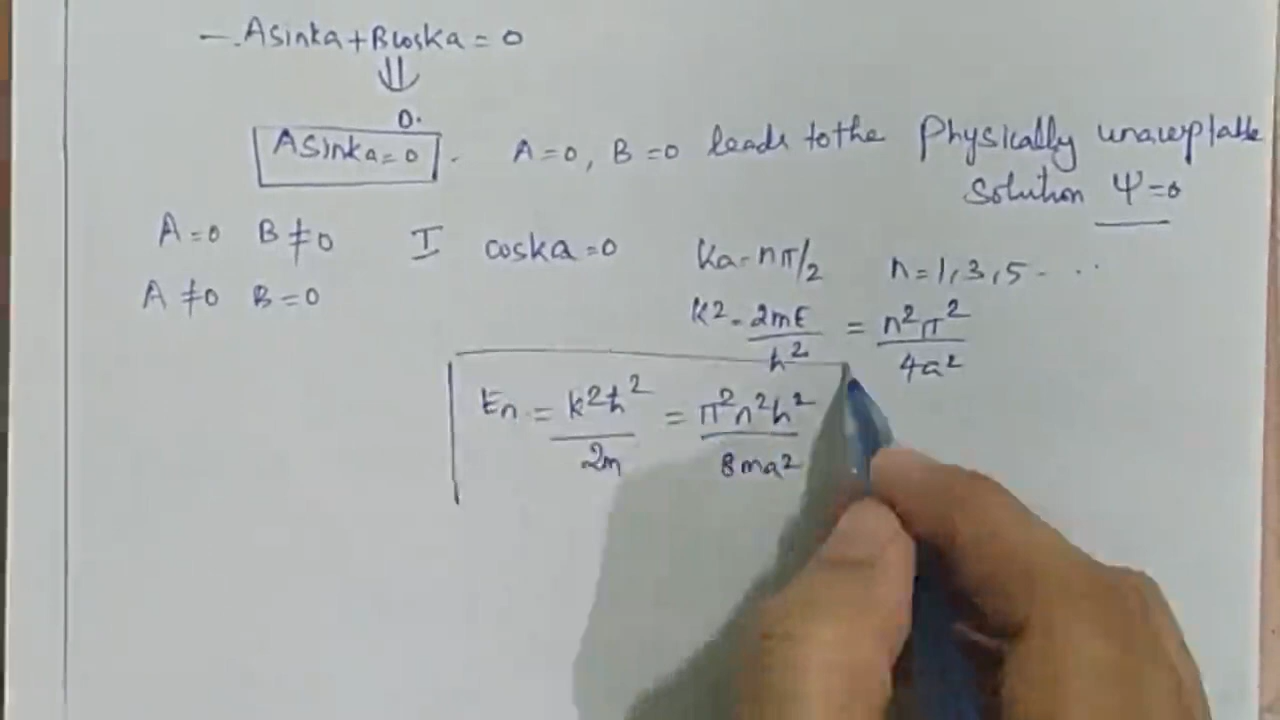 – Asinka + Bcoska = 0
⇓
0.
Asinka = 0 . A=0, B=0 leads to the Physically unacceptable
solution Ψ=0
A=0 B≠0 I coska=0 Ka = nπ/2 n=1,3,5 - ..
A≠0 B=0
k² = 2mE/ħ² = n²π²/4a²
En = k²ħ²/2m = π²n²ħ²/8ma²